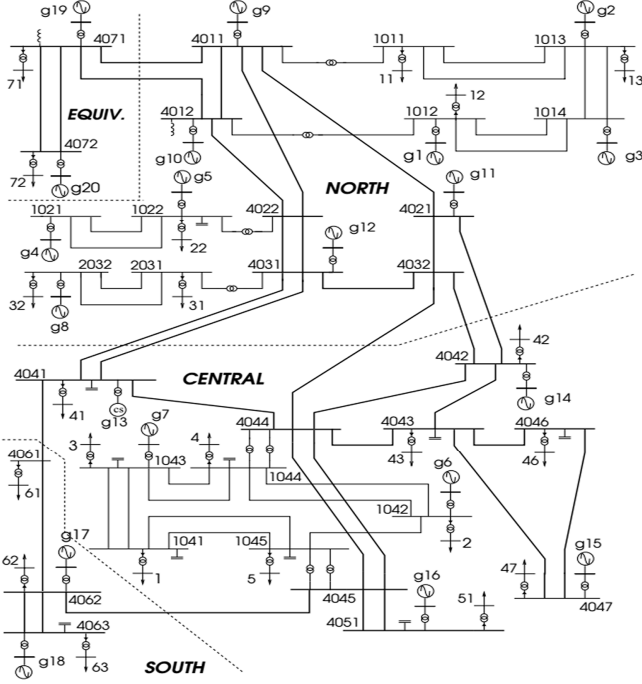 g19 g9 g2
4071 4011 1011 1013
71 11 13
12
EQUIV. 4012 1012 1014
4072
72 g20 g10 g1 g3
g5 NORTH g11
1021 1022 4022 g12 4021
g4 22
2032 2031 4031 4032
32 g8 31
42
4042
4041 CENTRAL
41 g13 cs g7 g14
4044 4043 4046
3 4
4061 1043 43 46
61 1044 g6
1042
g17 1041 1045 2 g15
62 1 5
g16 47
4062 4045 51 4047
4063 4051
g18 63 SOUTH